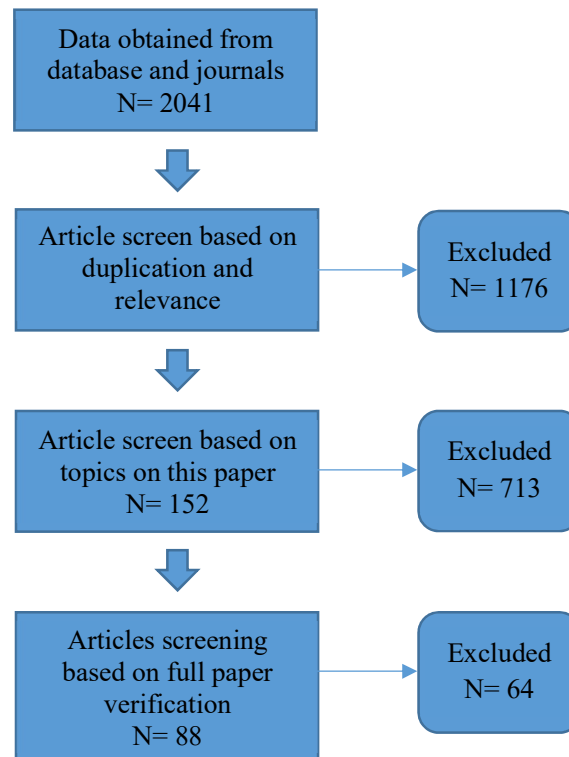 Data obtained from
database and journals
N= 2041
Article screen based on
duplication and
relevance
Excluded
N= 1176
Article screen based on
topics on this paper
N= 152
Excluded
N= 713
Articles screening
based on full paper
verification
N= 88
Excluded
N= 64